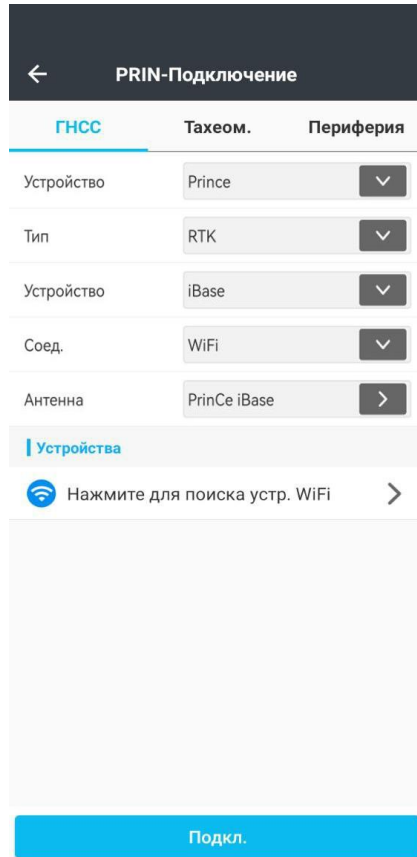 PRIN-Подключение
ГНСС Тахеом. Периферия
Устройство Prince
Тип RTK
Устройство iBase
Соед. WiFi
Антенна PrinCe iBase
Устройства
Нажмите для поиска устр. WiFi
Подкл.